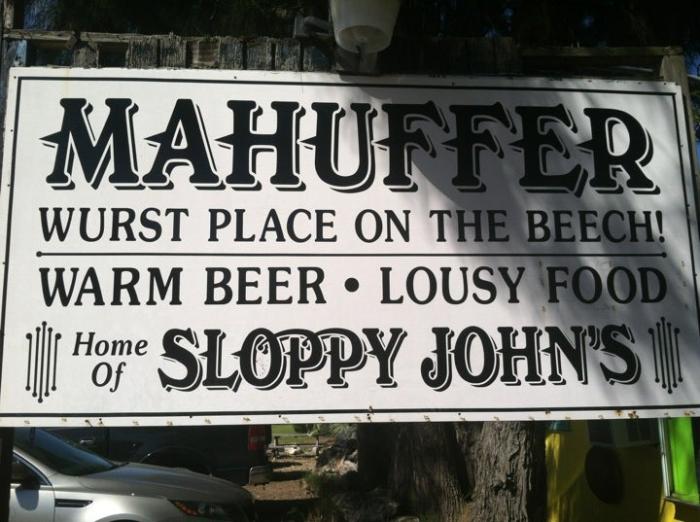 MAHUFFER
WURST PLACE ON THE BEECH!
WARM BEER • LOUSY FOOD
Home Of SLOPPY JOHN'S